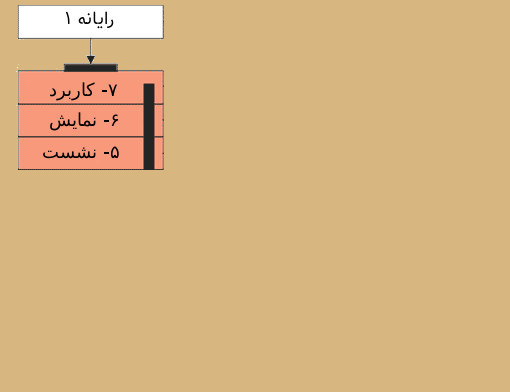 رایانه ۱
۷- کاربرد
۶- نمایش
۵- نشست